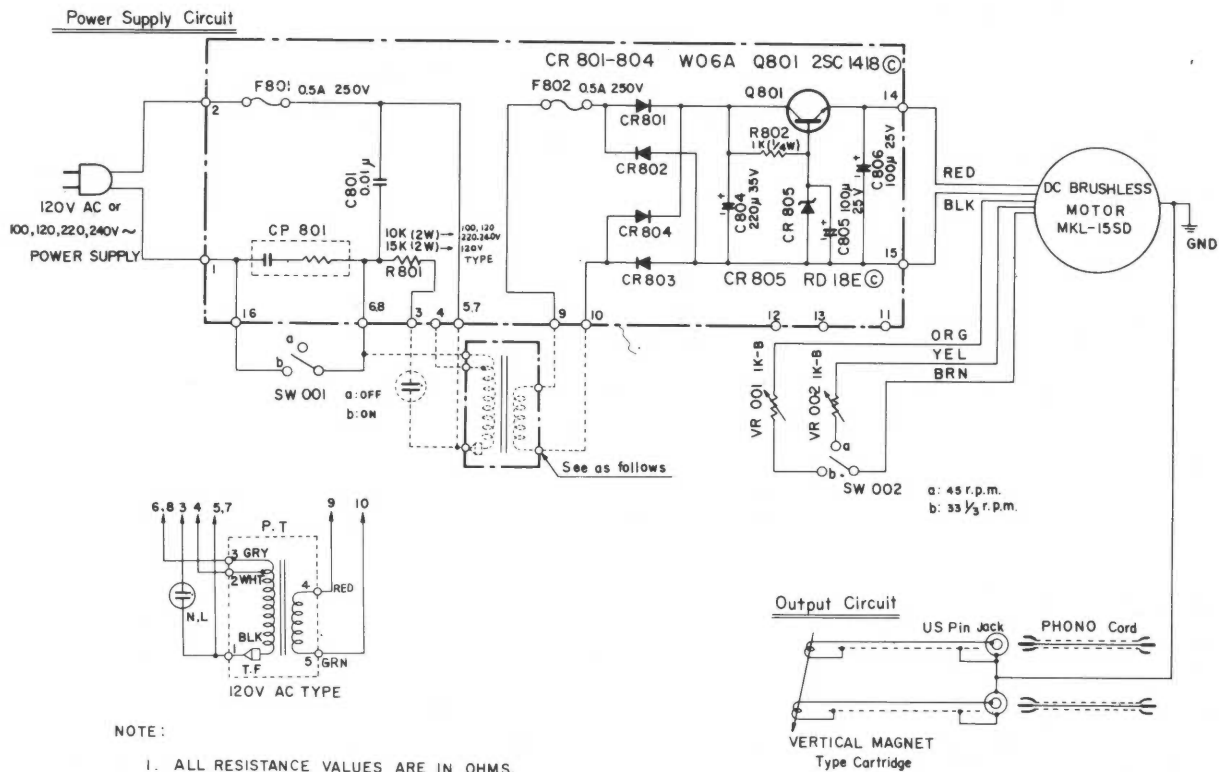 Power Supply Circuit
CR 801-804 W06A Q801 2SC1418 Ⓒ
F801 0.5A 250V
F802 0.5A 250V
Q801
14
2
CR801
R802
1K(1/4W)
C801
0.01μ
CR802
C804
220μ 35V
CR 805
C805 100μ
25V
C806
100μ 25V
RED
BLK
DC BRUSHLESS
MOTOR
MKL-15SD
GND
120V AC or
100,120,220,240V~
POWER SUPPLY
CP 801
10K (2W)
15K (2W)
100, 120
220, 240V
120V
TYPE
R801
CR804
CR803
CR805 RD 18E Ⓒ
15
1
16
6,8
3
4
5,7
9
10
12
13
11
a
b
SW 001
a: OFF
b: ON
ORG
YEL
BRN
VR 001 1K-B
VR 002 1K-B
a
b
SW 002
See as follows
a: 45 r.p.m.
b: 33 1/3 r.p.m.
6,8 3 4 5,7
9
10
P.T
3 GRY
2 WHT
4
RED
N,L
BLK
1
T.F
5
GRN
120V AC TYPE
Output Circuit
US Pin Jack
PHONO Cord
VERTICAL MAGNET
Type Cartridge
NOTE:
1. ALL RESISTANCE VALUES ARE IN OHMS